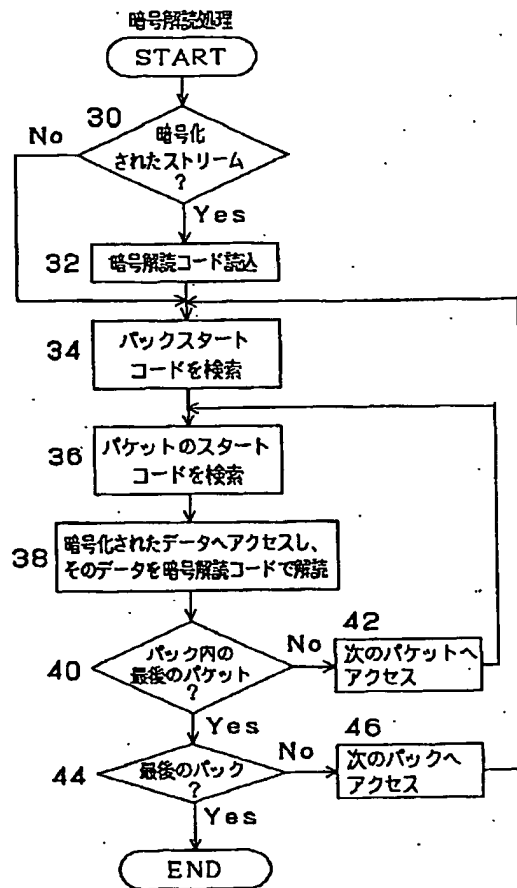 暗号解読処理
START
30
No
暗号化
されたストリーム
?
Yes
32
暗号解読コード読込
34
パックスタート
コードを検索
36
パケットのスタート
コードを検索
38
暗号化されたデータへアクセスし、
そのデータを暗号解読コードで解読
40
パック内の
最後のパケット
?
No
42
次のパケットへ
アクセス
Yes
44
最後のパック
?
No
46
次のパックへ
アクセス
Yes
END